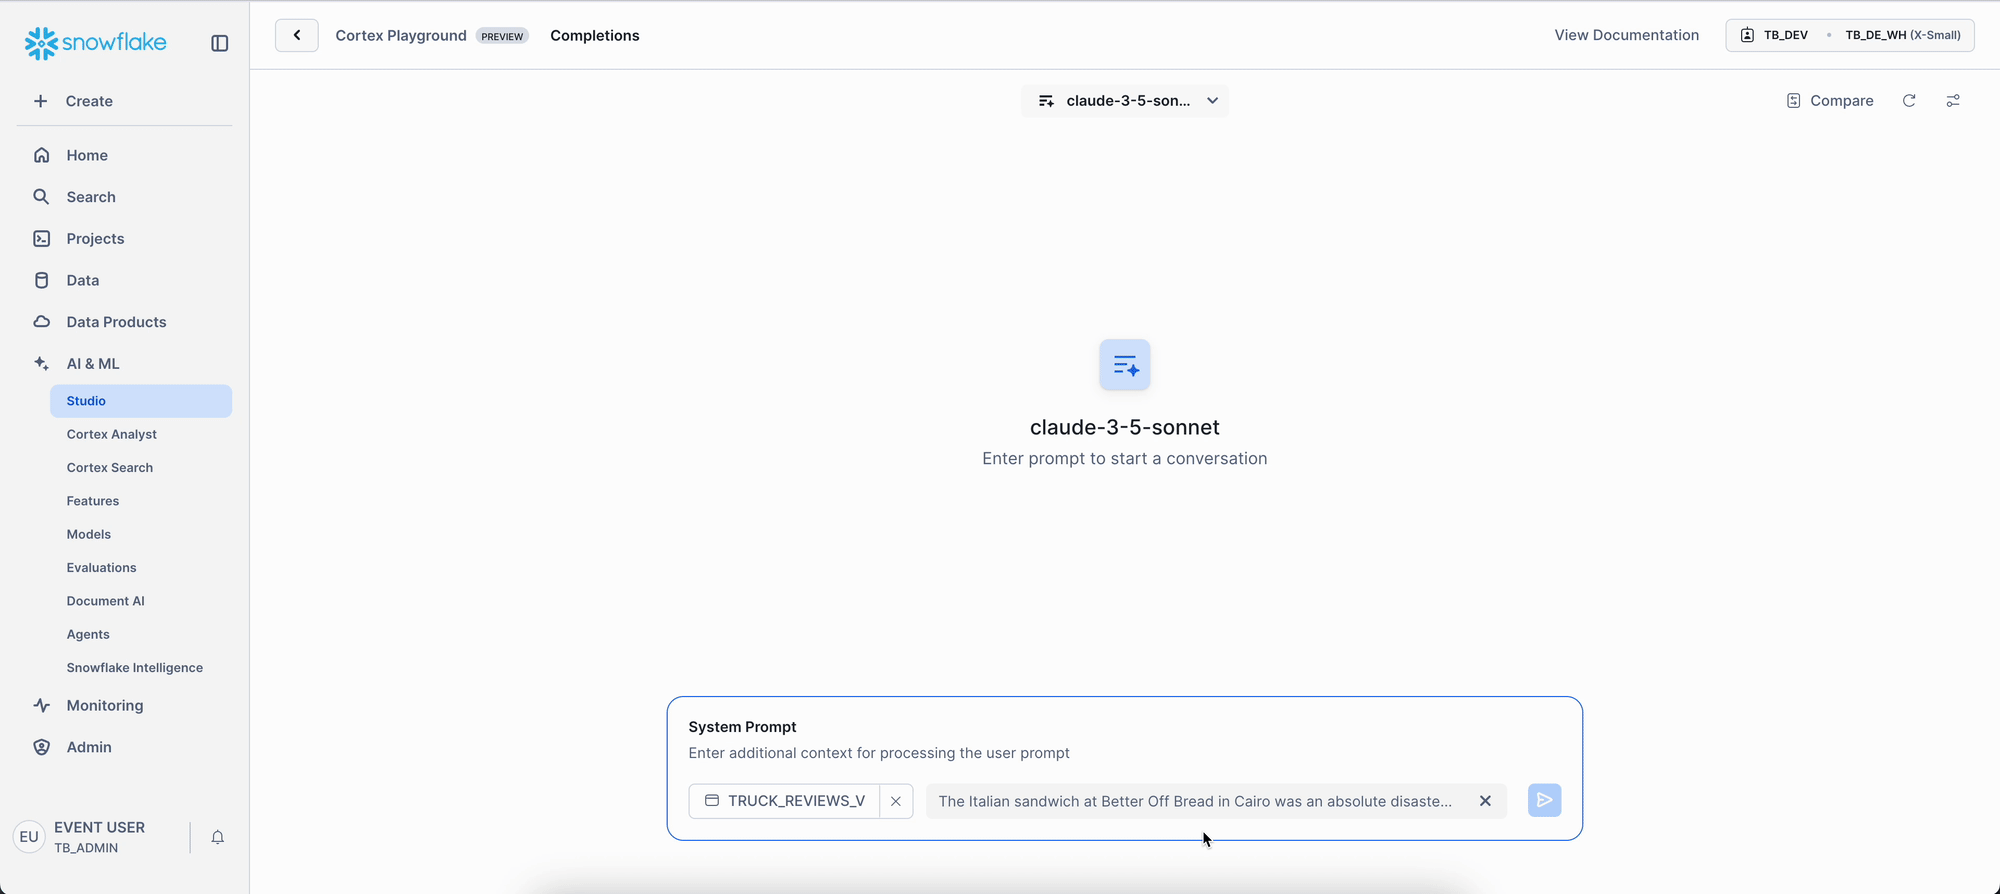 snowflake
Create
Home
Search
Projects
Data
Data Products
AI & ML
Studio
Cortex Analyst
Cortex Search
Features
Models
Evaluations
Document AI
Agents
Snowflake Intelligence
Monitoring
Admin
EU
EVENT USER
TB_ADMIN
Cortex Playground PREVIEW Completions
View Documentation
TB_DEV • TB_DE_WH (X-Small)
claude-3-5-son...
Compare
claude-3-5-sonnet
Enter prompt to start a conversation
System Prompt
Enter additional context for processing the user prompt
TRUCK_REVIEWS_V
The Italian sandwich at Better Off Bread in Cairo was an absolute disaste...